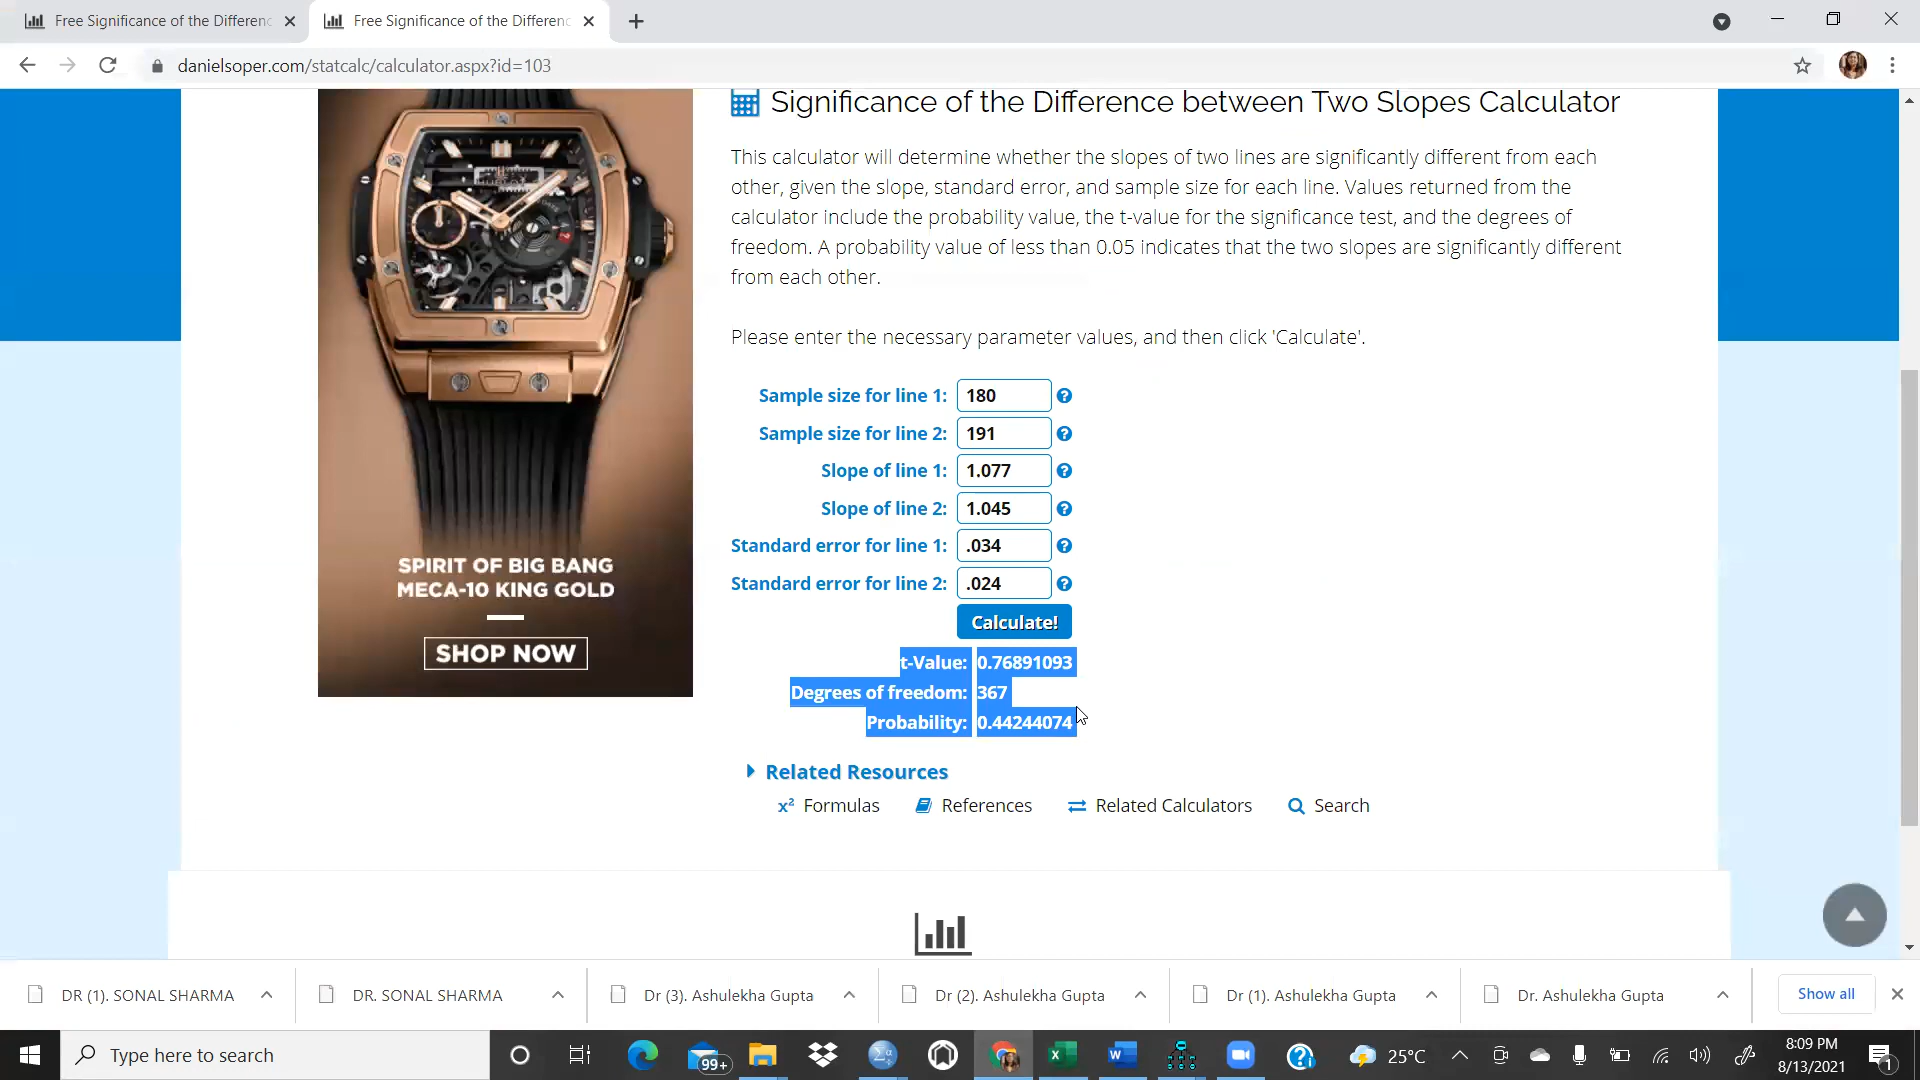 Free Significance of the Differenc
Free Significance of the Differenc
danielsoper.com/statcalc/calculator.aspx?id=103
Significance of the Difference between Two Slopes Calculator
This calculator will determine whether the slopes of two lines are significantly different from each
other, given the slope, standard error, and sample size for each line. Values returned from the
calculator include the probability value, the t-value for the significance test, and the degrees of
freedom. A probability value of less than 0.05 indicates that the two slopes are significantly different
from each other.
Please enter the necessary parameter values, and then click 'Calculate'.
Sample size for line 1: 180
Sample size for line 2: 191
Slope of line 1: 1.077
Slope of line 2: 1.045
Standard error for line 1: .034
Standard error for line 2: .024
Calculate!
t-Value: 0.76891093
Degrees of freedom: 367
Probability: 0.44244074
SPIRIT OF BIG BANG
MECA-10 KING GOLD
SHOP NOW
Related Resources
x² Formulas References Related Calculators Search
DR (1). SONAL SHARMA DR. SONAL SHARMA Dr (3). Ashulekha Gupta Dr (2). Ashulekha Gupta Dr (1). Ashulekha Gupta Dr. Ashulekha Gupta Show all
Type here to search
99+
25°C
8:09 PM
8/13/2021
1